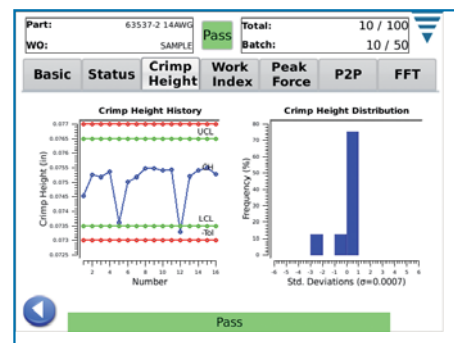 Part: 63537-2 14AWG
WO: SAMPLE
Pass
Total: 10 / 100
Batch: 10 / 50
Basic Status Crimp Height Work Index Peak Force P2P FFT
Crimp Height History
Crimp Height (in)
0.077
0.0765
0.076
0.0755
0.075
0.0745
0.074
0.0735
0.073
0.0725
UCL
CH
LCL
-Tol
2 4 6 8 10 12 14 16
Number
Crimp Height Distribution
Frequency (%)
80
70
60
50
40
30
20
10
0
-6 -5 -4 -3 -2 -1 0 1 2 3 4 5 6
Std. Deviations (σ=0.0007)
Pass